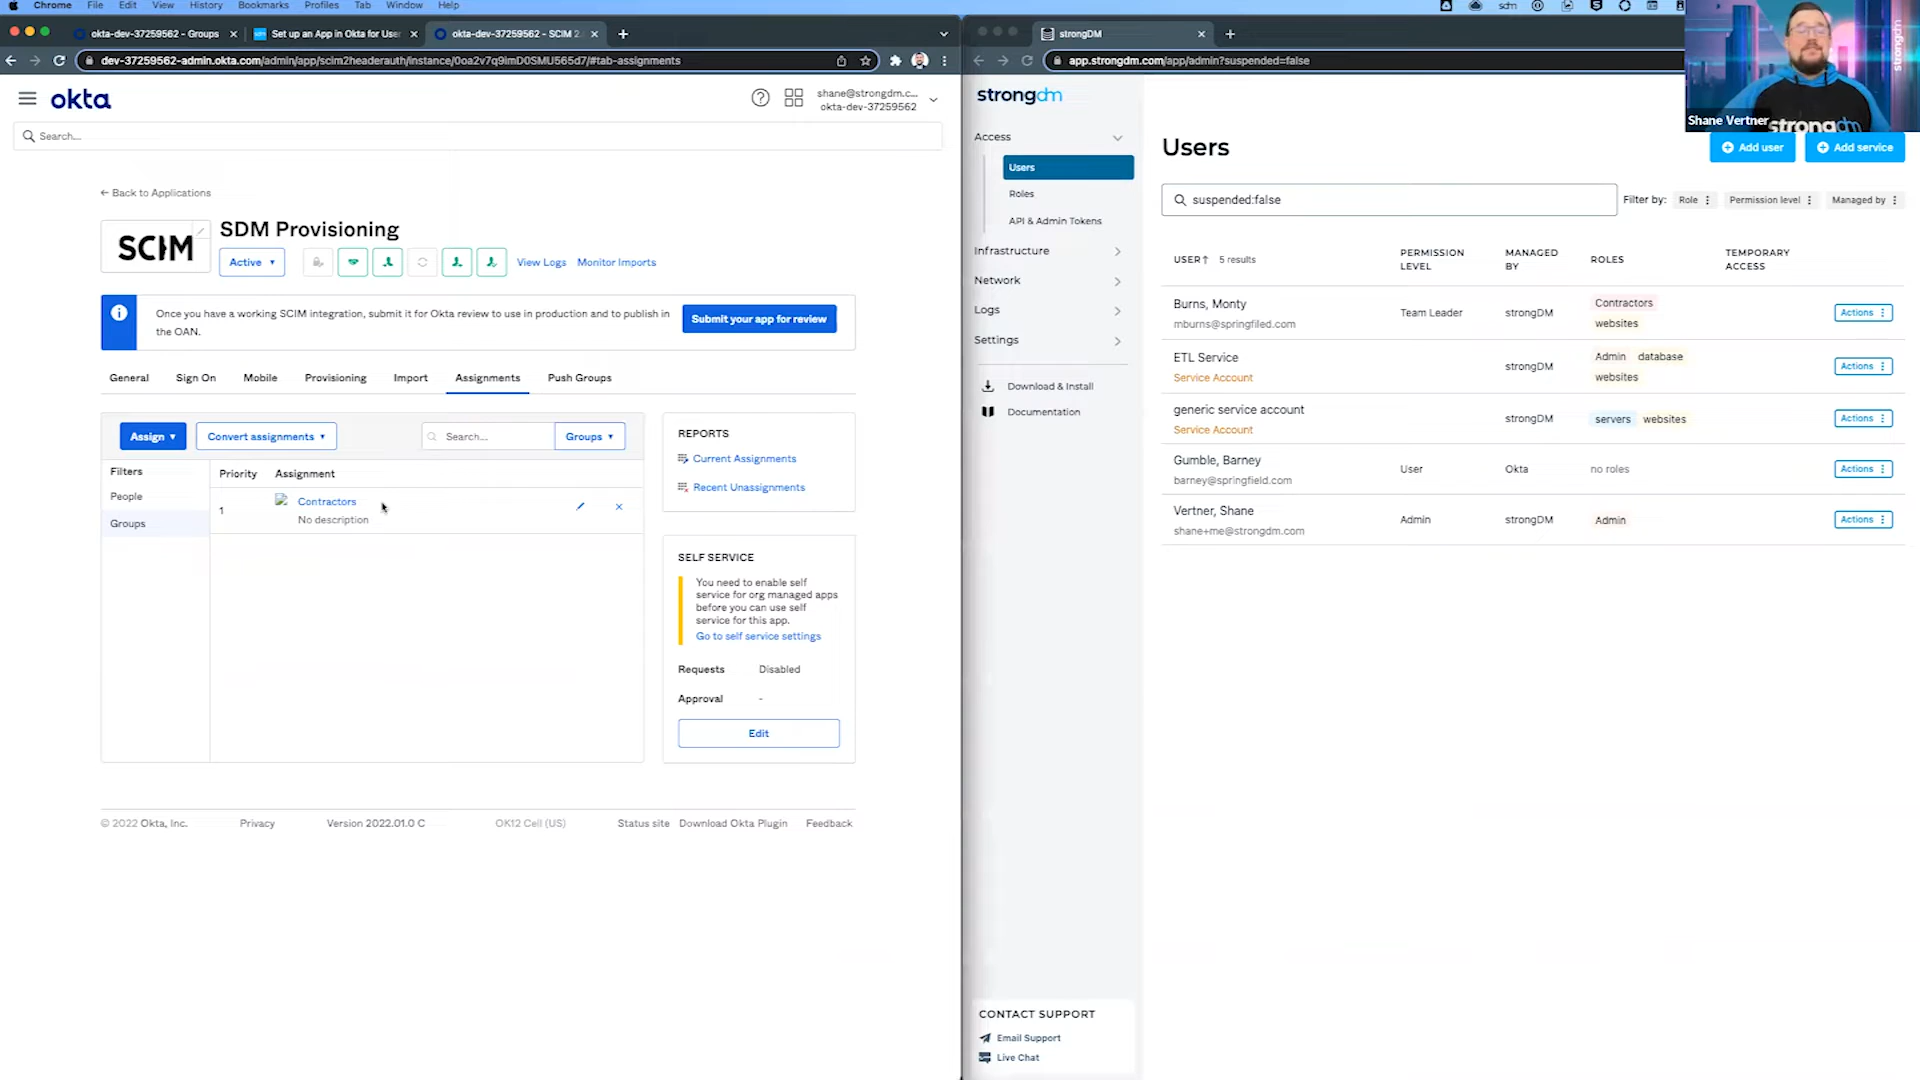 Chrome File Edit View History Bookmarks Profiles Tab Window Help
sdm
okta-dev-37259562 - Groups
Set up an App in Okta for User
okta-dev-37259562 - SCIM 2.
dev-37259562-admin.okta.com/admin/app/scim2headerauth/instance/0oa2v7q9imD0SMU565d7/#tab-assignments
okta
shane@strongdm.c...
okta-dev-37259562
Search...
← Back to Applications
SCIM
SDM Provisioning
Active
View Logs
Monitor Imports
Once you have a working SCIM integration, submit it for Okta review to use in production and to publish in
the OAN.
Submit your app for review
General
Sign On
Mobile
Provisioning
Import
Assignments
Push Groups
Assign
Convert assignments
Search...
Groups
Filters
People
Groups
Priority
Assignment
1
Contractors
No description
REPORTS
Current Assignments
Recent Unassignments
SELF SERVICE
You need to enable self
service for org managed apps
before you can use self
service for this app.
Go to self service settings
Requests Disabled
Approval -
Edit
© 2022 Okta, Inc.
Privacy
Version 2022.01.0 C
OK12 Cell (US)
Status site
Download Okta Plugin
Feedback
strongDM
app.strongdm.com/app/admin?suspended=false
strongdm
Access
Users
Roles
API & Admin Tokens
Infrastructure
Network
Logs
Settings
Download & Install
Documentation
CONTACT SUPPORT
Email Support
Live Chat
Users
Add user
Add service
suspended:false
Filter by:
Role
Permission level
Managed by
USER↑ 5 results
PERMISSION
LEVEL
MANAGED
BY
ROLES
TEMPORARY
ACCESS
Burns, Monty
mburns@springfiled.com
Team Leader
strongDM
Contractors
websites
Actions
ETL Service
Service Account
strongDM
Admin database
websites
Actions
generic service account
Service Account
strongDM
servers websites
Actions
Gumble, Barney
barney@springfield.com
User
Okta
no roles
Actions
Vertner, Shane
shane+me@strongdm.com
Admin
strongDM
Admin
Actions
Shane Vertner
strongdm
strongdm